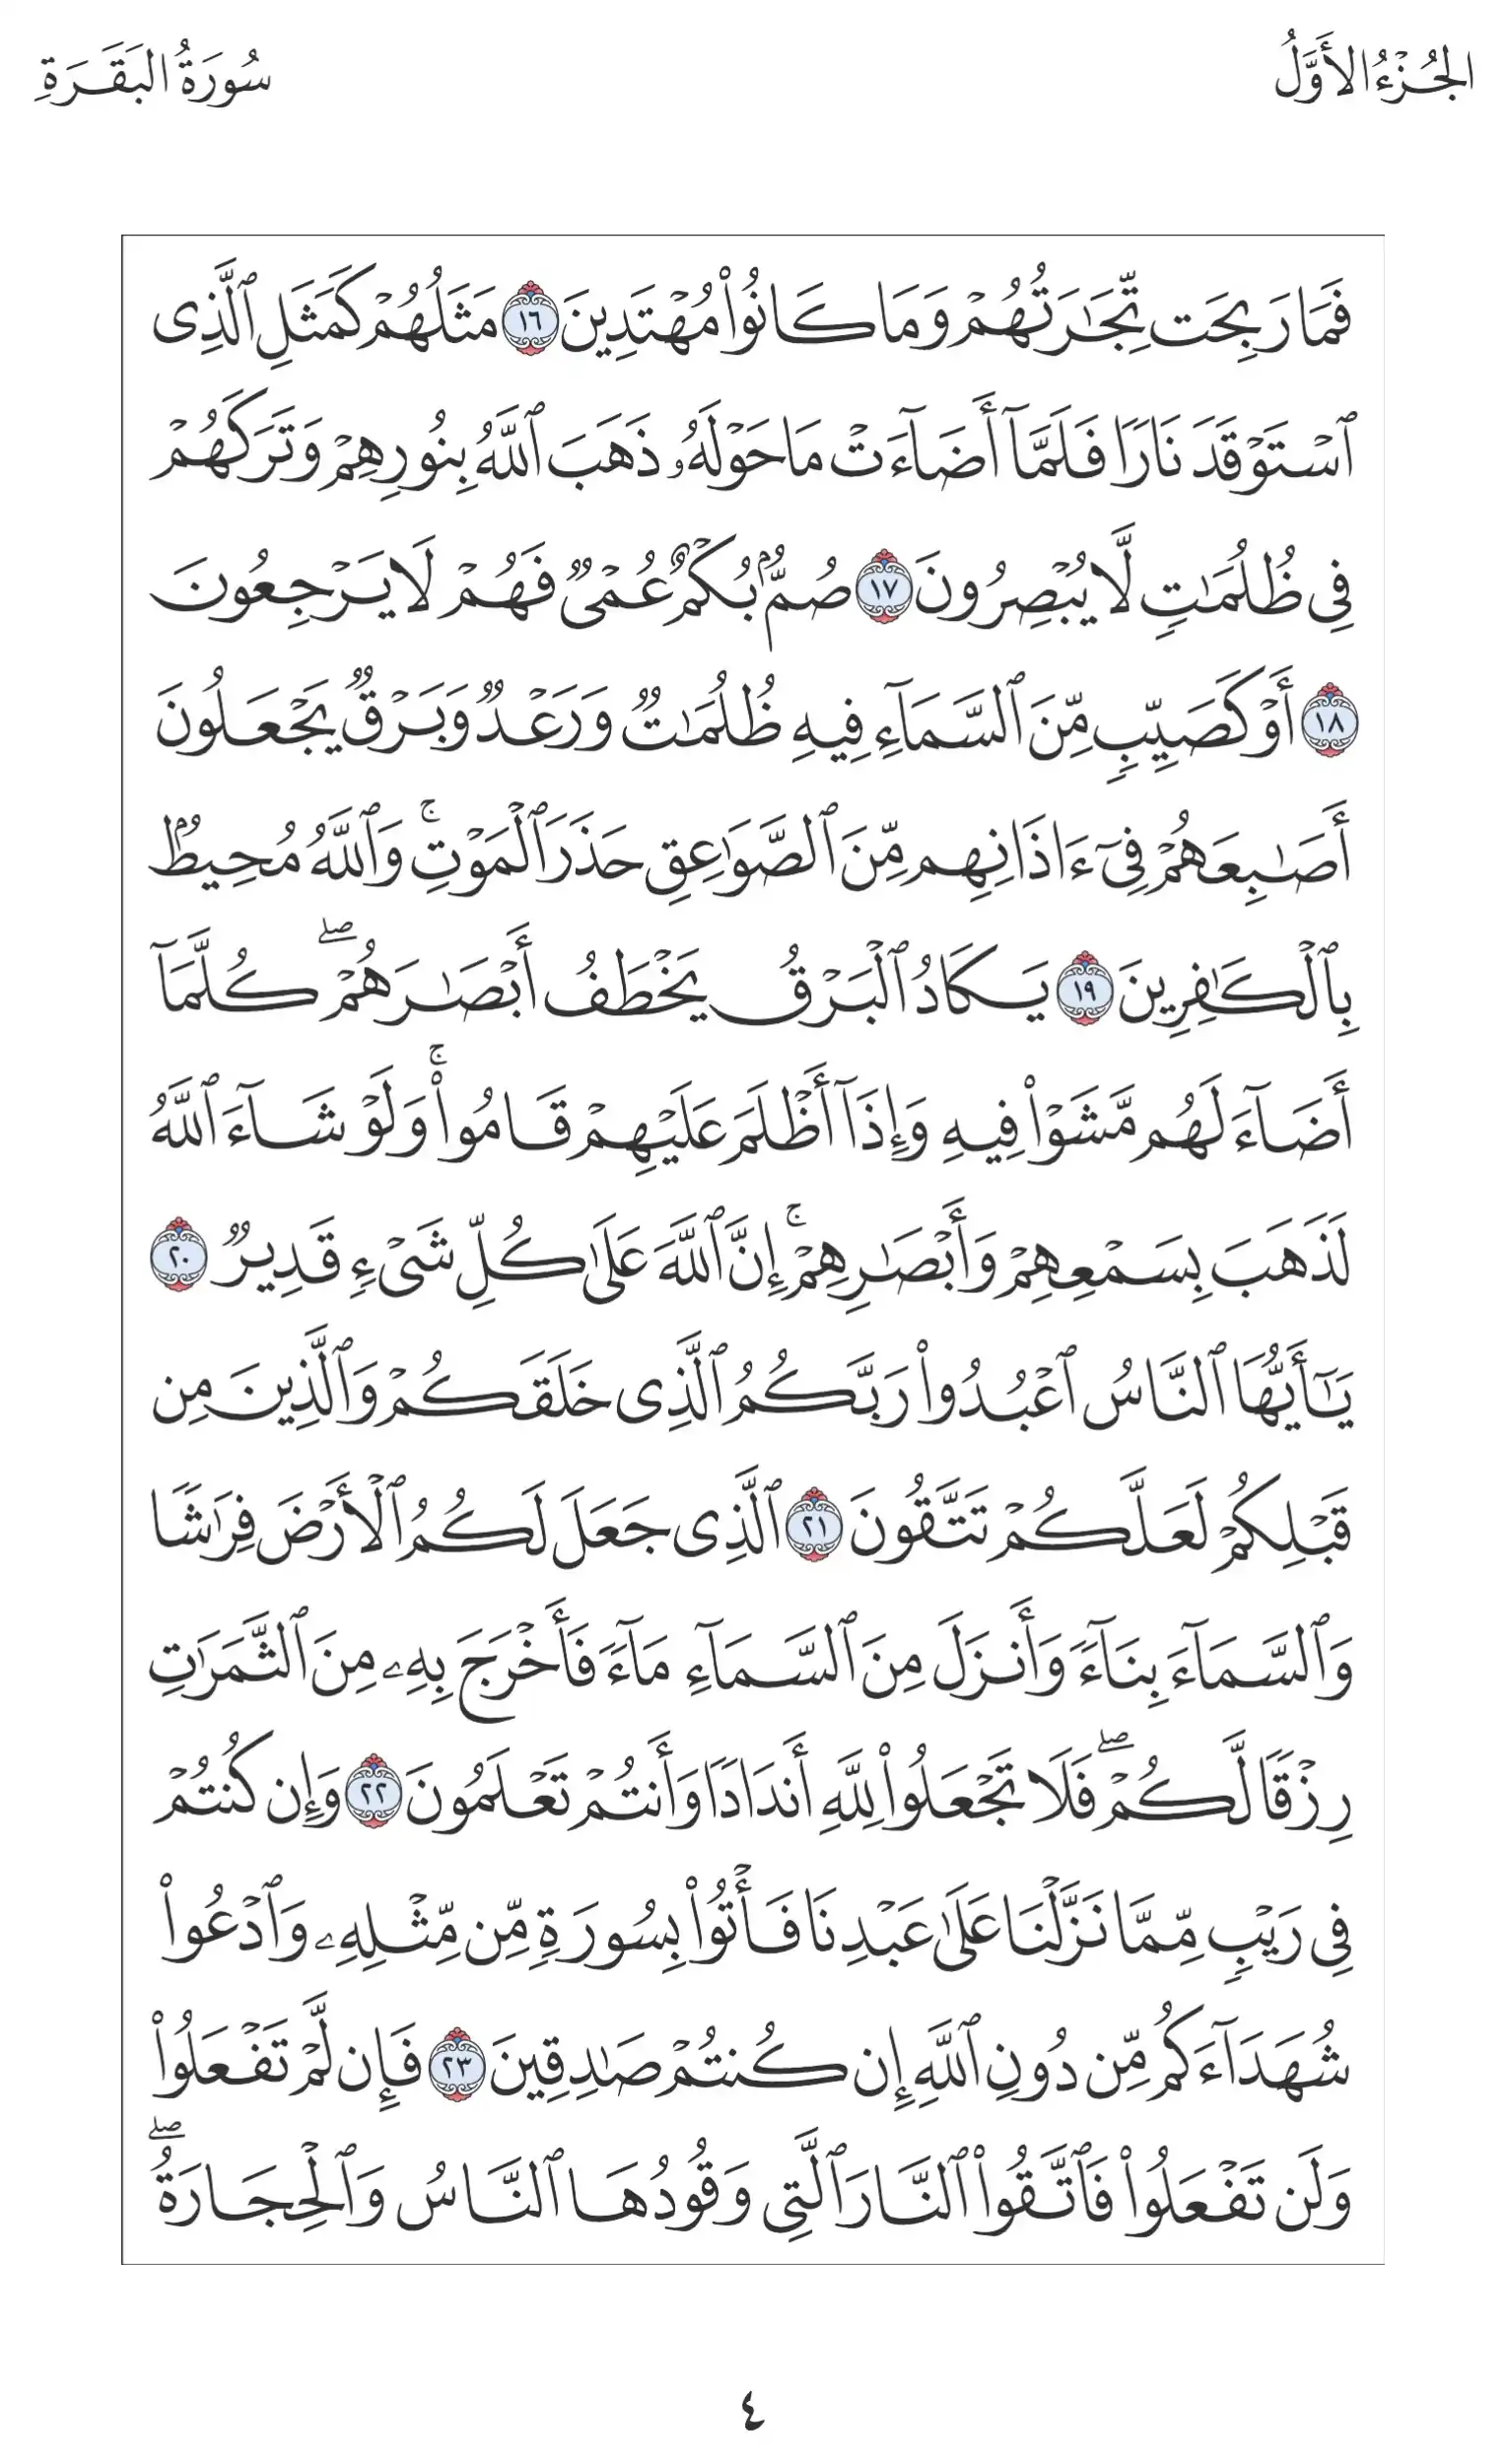 الجُزْءُ الأَوَّلُ
سُورَةُ البَقَرَةِ
فَمَا رَبِحَت تِّجَٰرَتُهُمْ وَمَا كَانُوا۟ مُهْتَدِينَ ١٦ مَثَلُهُمْ كَمَثَلِ ٱلَّذِى
ٱسْتَوْقَدَ نَارًا فَلَمَّآ أَضَآءَتْ مَا حَوْلَهُۥ ذَهَبَ ٱللَّهُ بِنُورِهِمْ وَتَرَكَهُمْ
فِى ظُلُمَٰتٍ لَّا يُبْصِرُونَ ١٧ صُمٌّۢ بُكْمٌ عُمْىٌ فَهُمْ لَا يَرْجِعُونَ
١٨ أَوْ كَصَيِّبٍ مِّنَ ٱلسَّمَآءِ فِيهِ ظُلُمَٰتٌ وَرَعْدٌ وَبَرْقٌ يَجْعَلُونَ
أَصَٰبِعَهُمْ فِىٓ ءَاذَانِهِم مِّنَ ٱلصَّوَٰعِقِ حَذَرَ ٱلْمَوْتِ ۚ وَٱللَّهُ مُحِيطٌۢ
بِٱلْكَٰفِرِينَ ١٩ يَكَادُ ٱلْبَرْقُ يَخْطَفُ أَبْصَٰرَهُمْ ۖ كُلَّمَآ
أَضَآءَ لَهُم مَّشَوْا۟ فِيهِ وَإِذَآ أَظْلَمَ عَلَيْهِمْ قَامُوا۟ ۚ وَلَوْ شَآءَ ٱللَّهُ
لَذَهَبَ بِسَمْعِهِمْ وَأَبْصَٰرِهِمْ ۚ إِنَّ ٱللَّهَ عَلَىٰ كُلِّ شَىْءٍ قَدِيرٌ ٢٠
يَٰٓأَيُّهَا ٱلنَّاسُ ٱعْبُدُوا۟ رَبَّكُمُ ٱلَّذِى خَلَقَكُمْ وَٱلَّذِينَ مِن
قَبْلِكُمْ لَعَلَّكُمْ تَتَّقُونَ ٢١ ٱلَّذِى جَعَلَ لَكُمُ ٱلْأَرْضَ فِرَٰشًا
وَٱلسَّمَآءَ بِنَآءً وَأَنزَلَ مِنَ ٱلسَّمَآءِ مَآءً فَأَخْرَجَ بِهِۦ مِنَ ٱلثَّمَرَٰتِ
رِزْقًا لَّكُمْ ۖ فَلَا تَجْعَلُوا۟ لِلَّهِ أَندَادًا وَأَنتُمْ تَعْلَمُونَ ٢٢ وَإِن كُنتُمْ
فِى رَيْبٍ مِّمَّا نَزَّلْنَا عَلَىٰ عَبْدِنَا فَأْتُوا۟ بِسُورَةٍ مِّن مِّثْلِهِۦ وَٱدْعُوا۟
شُهَدَآءَكُم مِّن دُونِ ٱللَّهِ إِن كُنتُمْ صَٰدِقِينَ ٢٣ فَإِن لَّمْ تَفْعَلُوا۟
وَلَن تَفْعَلُوا۟ فَٱتَّقُوا۟ ٱلنَّارَ ٱلَّتِى وَقُودُهَا ٱلنَّاسُ وَٱلْحِجَارَةُ ۖ
٤